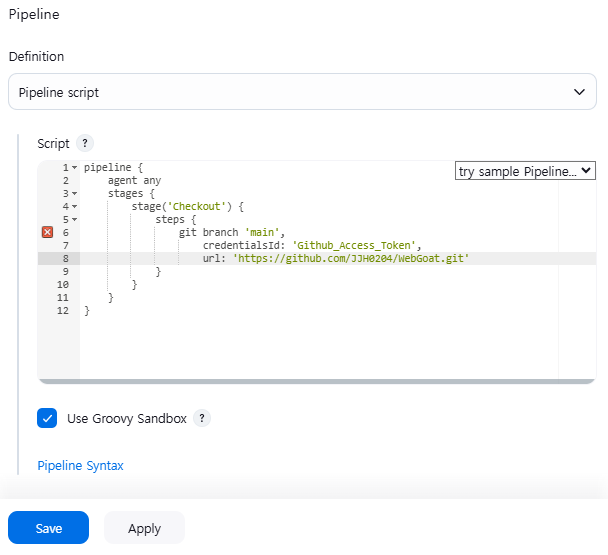 Pipeline
Definition
Pipeline script
Script ?
try sample Pipeline...
1 pipeline {
2 agent any
3 stages {
4 stage('Checkout') {
5 steps {
6 git branch 'main',
7 credentialsId: 'Github_Access_Token',
8 url: 'https://github.com/JJH0204/WebGoat.git'
9 }
10 }
11 }
12 }
Use Groovy Sandbox ?
Pipeline Syntax
Save Apply